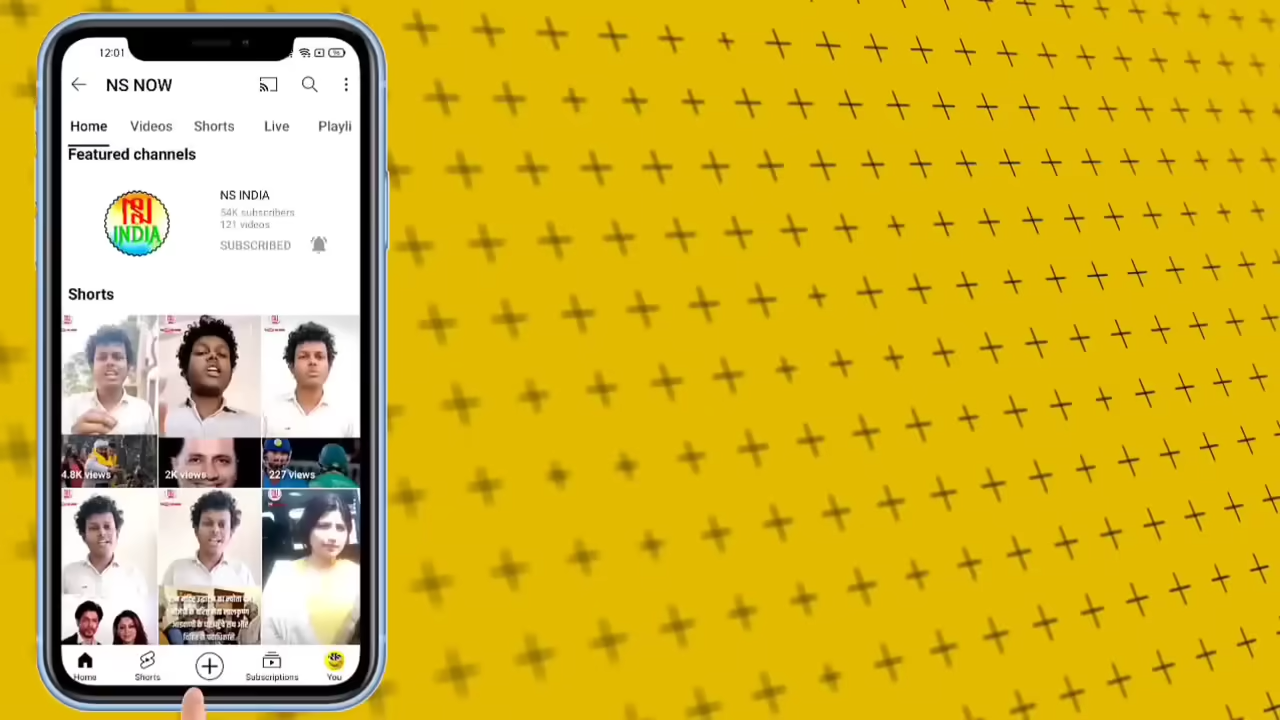 12:01
NS NOW
Home Videos Shorts Live Playli
Featured channels
INDIA
NS INDIA
54K subscribers
121 videos
SUBSCRIBED
Shorts
4.8K views
2K views
227 views
Home
Shorts
Subscriptions
You